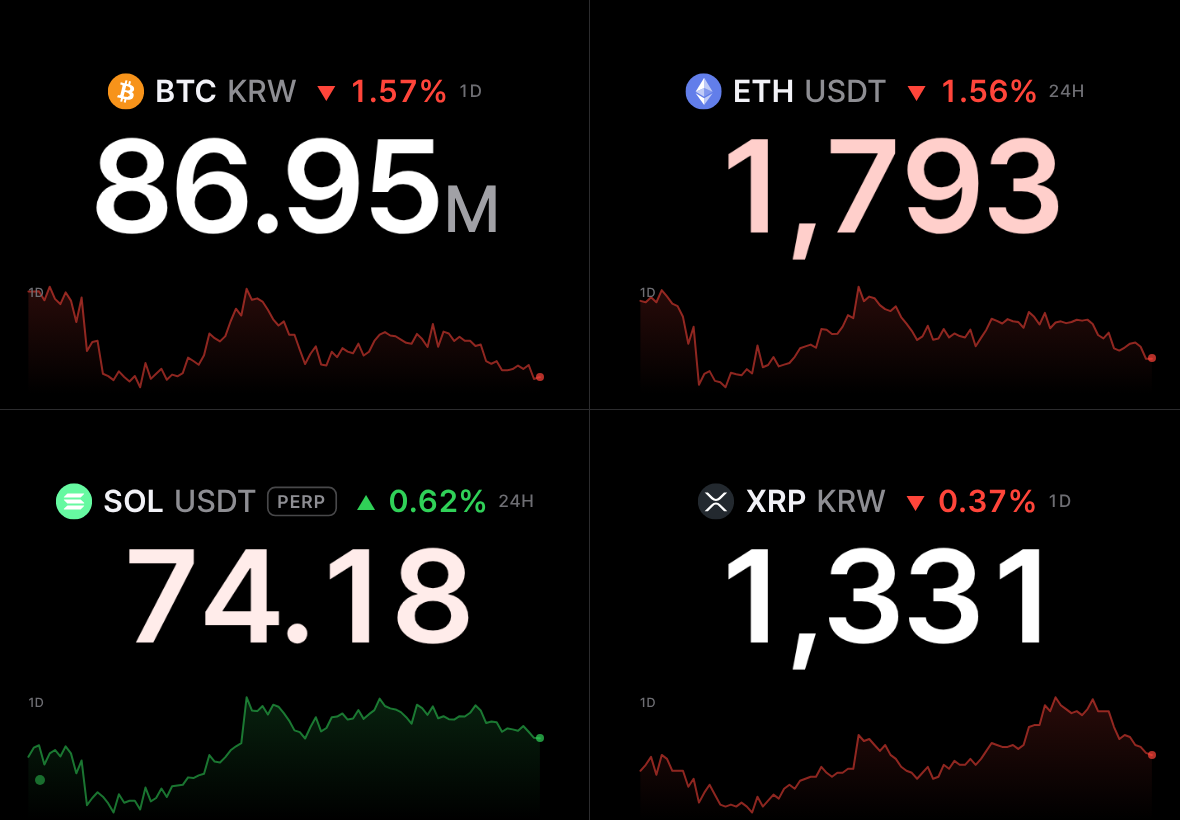 BTC KRW ▼ 1.57% 1D
86.95M
1D
ETH USDT ▼ 1.56% 24H
1,793
1D
SOL USDT PERP ▲ 0.62% 24H
74.18
1D
XRP KRW ▼ 0.37% 1D
1,331
1D